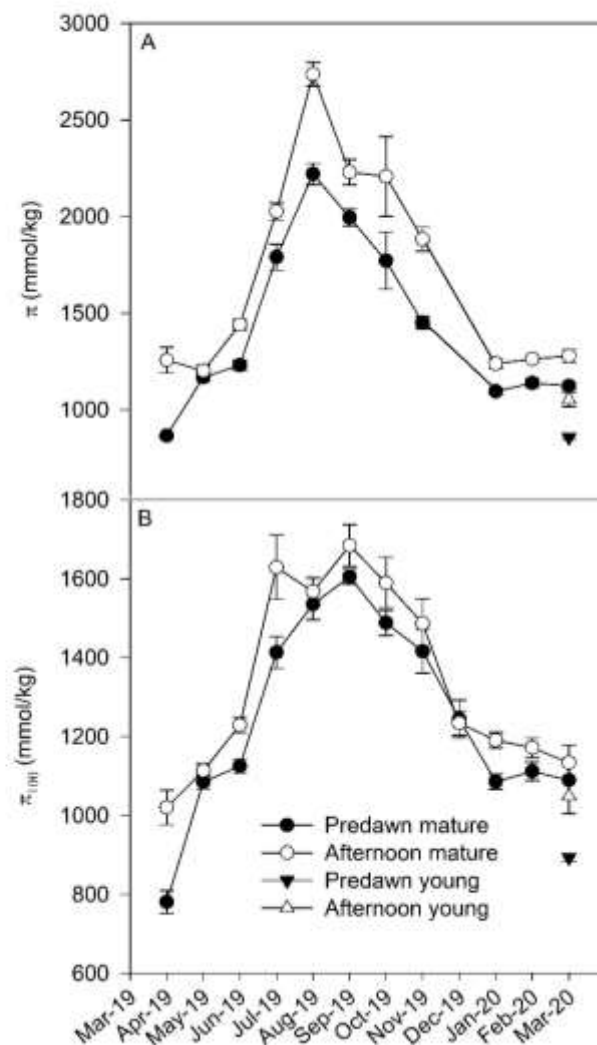 A
3000
2500
2000
1500
1000
π (mmol/kg)
B
1800
1600
1400
1200
1000
800
600
π100 (mmol/kg)
Predawn mature
Afternoon mature
Predawn young
Afternoon young
Mar-19
Apr-19
May-19
Jun-19
Jul-19
Aug-19
Sep-19
Oct-19
Nov-19
Dec-19
Jan-20
Feb-20
Mar-20